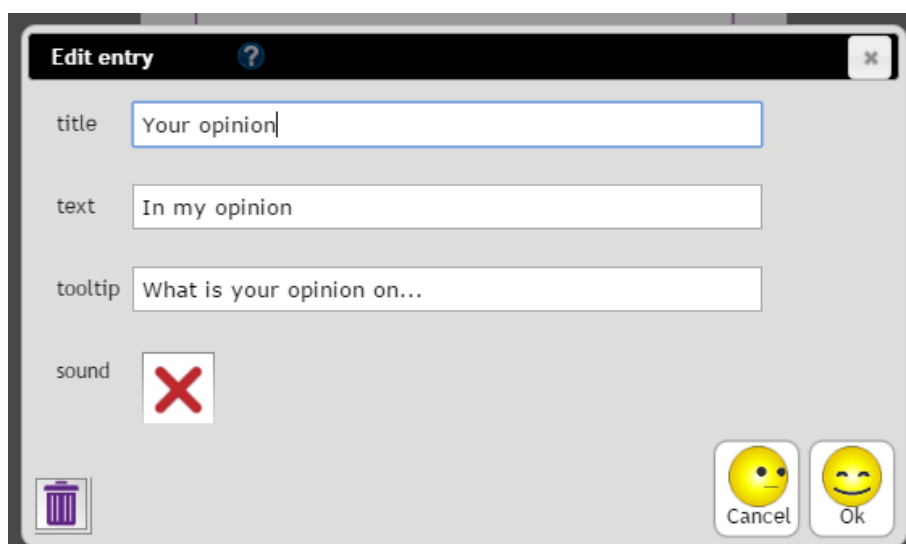 Edit entry ?
title Your opinion
text In my opinion
tooltip What is your opinion on...
sound
Cancel Ok